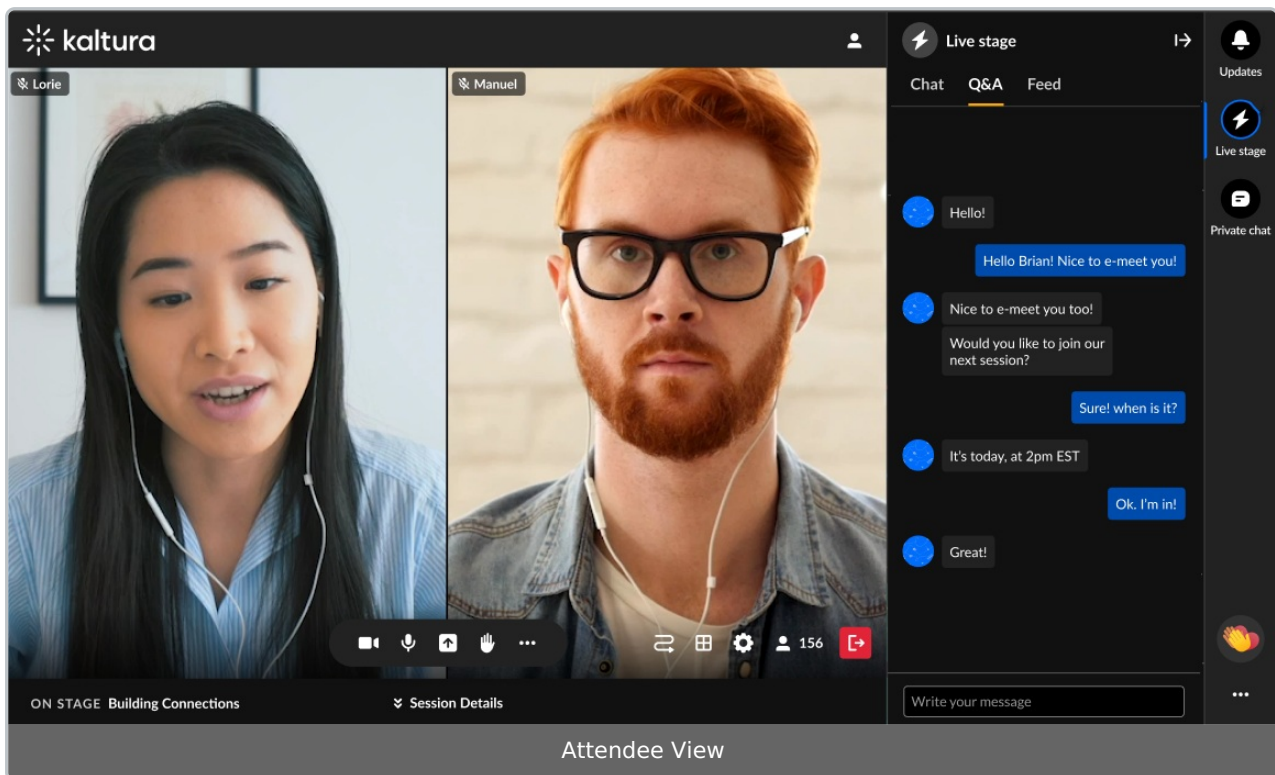 kaltura
Lorie
Manuel
ON STAGE Building Connections
Session Details
156
Live stage
Chat Q&A Feed
Hello!
Hello Brian! Nice to e-meet you!
Nice to e-meet you too!
Would you like to join our
next session?
Sure! when is it?
It's today, at 2pm EST
Ok. I'm in!
Great!
Write your message
Updates
Live stage
Private chat
Attendee View